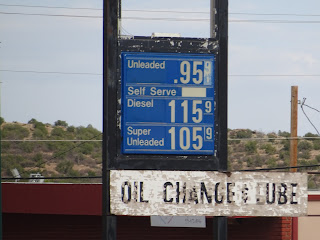 Unleaded .95 9
Self Serve
Diesel 115 9
Super
Unleaded 105 9
OIL CHANGE & LUBE